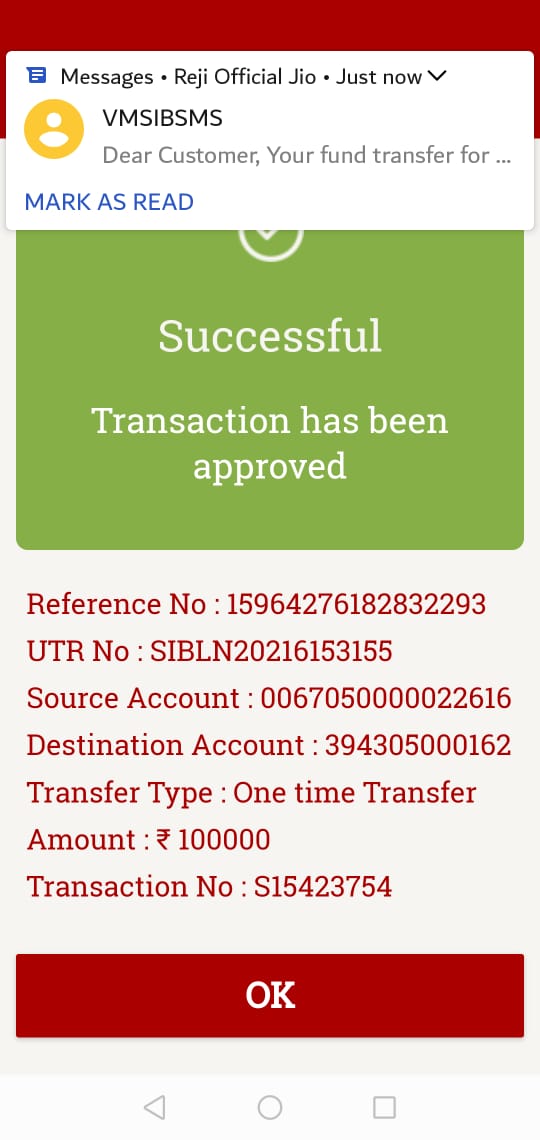 Messages • Reji Official Jio • Just now
VMSIBSMS
Dear Customer, Your fund transfer for ...
MARK AS READ
Successful
Transaction has been
approved
Reference No : 15964276182832293
UTR No : SIBLN20216153155
Source Account : 0067050000022616
Destination Account : 394305000162
Transfer Type : One time Transfer
Amount : ₹ 100000
Transaction No : S15423754
OK